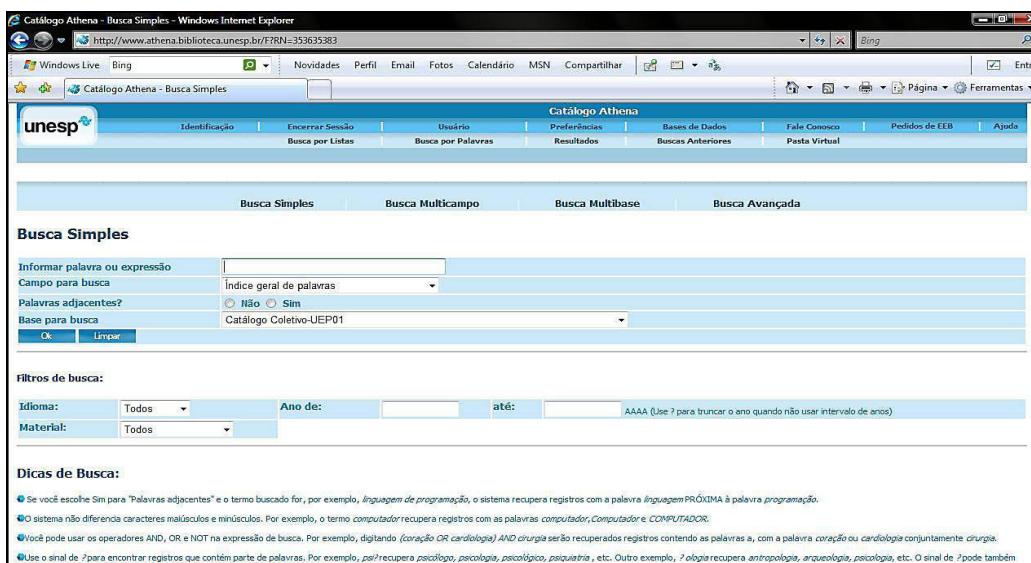 Catálogo Athena - Busca Simples - Windows Internet Explorer
http://www.athena.biblioteca.unesp.br/F?RN=353635383 Bing
Windows Live Bing Novidades Perfil Email Fotos Calendário MSN Compartilhar Entr
Catálogo Athena - Busca Simples Página Ferramentas
Catálogo Athena
unesp
Identificação Encerrar Sessão Usuário Preferências Bases de Dados Fale Conosco Pedidos de EEB Ajuda
Busca por Listas Busca por Palavras Resultados Buscas Anteriores Pasta Virtual
Busca Simples Busca Multicampo Busca Multibase Busca Avançada
Busca Simples
Informar palavra ou expressão
Campo para busca Índice geral de palavras
Palavras adjacentes? Não Sim
Base para busca Catálogo Coletivo-UEP01
Ok Limpar
Filtros de busca:
Idioma: Todos Ano de: até: AAAA (Use ? para truncar o ano quando não usar intervalo de anos)
Material: Todos
Dicas de Busca:
Se você escolhe Sim para "Palavras adjacentes" e o termo buscado for, por exemplo, linguagem de programação, o sistema recupera registros com a palavra linguagem PRÓXIMA à palavra programação.
O sistema não diferencia caracteres maiúsculos e minúsculos. Por exemplo, o termo computador recupera registros com as palavras computador, Computador e COMPUTADOR.
Você pode usar os operadores AND, OR e NOT na expressão de busca. Por exemplo, digitando (coração OR cardiologia) AND cirurgia serão recuperados registros contendo as palavras a, com a palavra coração ou cardiologia conjuntamente cirurgia.
Use o sinal de ? para encontrar registros que contém parte de palavras. Por exemplo, psi? recupera psicólogo, psicologia, psicológico, psiquiatria, etc. Outro exemplo, ? ologia recupera antropologia, arqueologia, psicologia, etc. O sinal de ? pode também